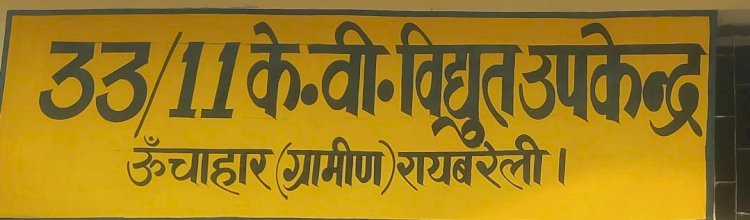 33/11 के॰वी॰विद्युत उपकेन्द्र
ऊँचाहार (ग्रामीण) रायबरेली।